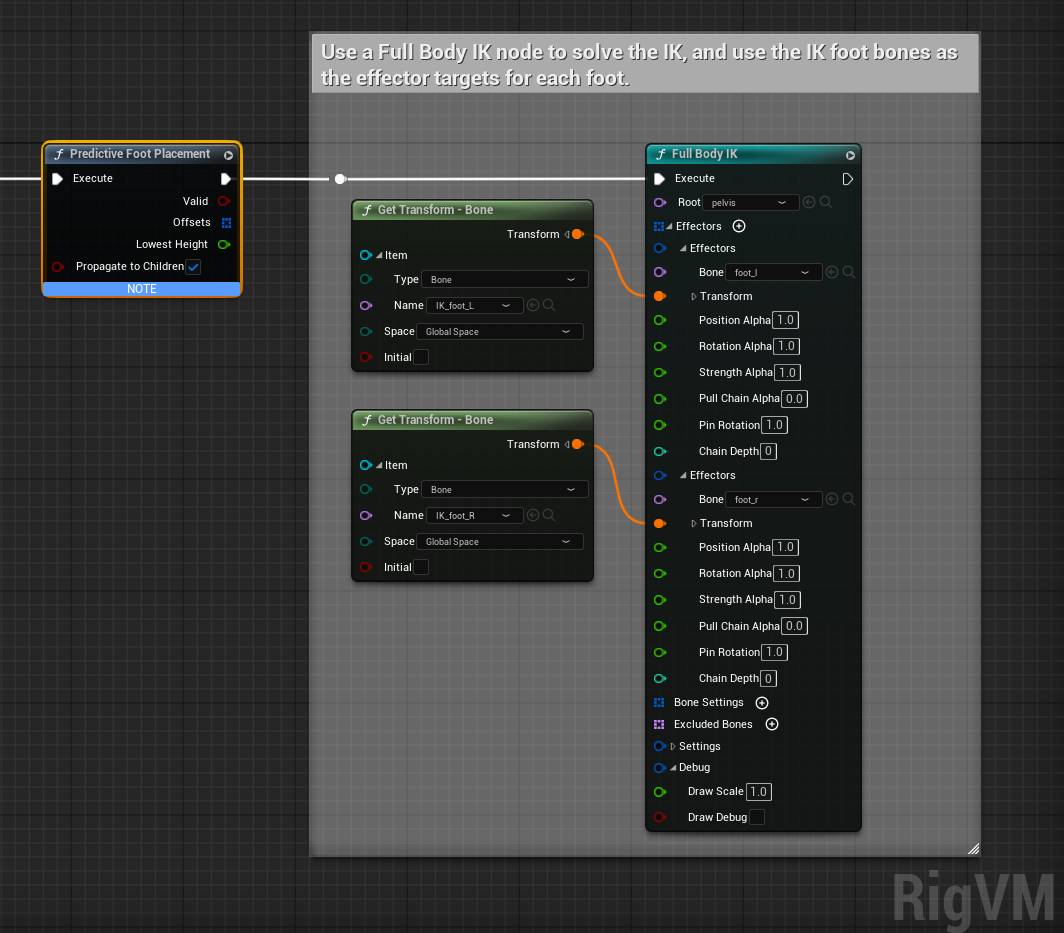 Use a Full Body IK node to solve the IK, and use the IK foot bones as
the effector targets for each foot.
Predictive Foot Placement
Execute
Valid
Offsets
Lowest Height
Propagate to Children
NOTE
Get Transform - Bone
Transform
Item
Type Bone
Name IK_foot_L
Space Global Space
Initial
Get Transform - Bone
Transform
Item
Type Bone
Name IK_foot_R
Space Global Space
Initial
Full Body IK
Execute
Root pelvis
Effectors
Effectors
Bone foot_l
Transform
Position Alpha 1.0
Rotation Alpha 1.0
Strength Alpha 1.0
Pull Chain Alpha 0.0
Pin Rotation 1.0
Chain Depth 0
Effectors
Bone foot_r
Transform
Position Alpha 1.0
Rotation Alpha 1.0
Strength Alpha 1.0
Pull Chain Alpha 0.0
Pin Rotation 1.0
Chain Depth 0
Bone Settings
Excluded Bones
Settings
Debug
Draw Scale 1.0
Draw Debug
RigVM